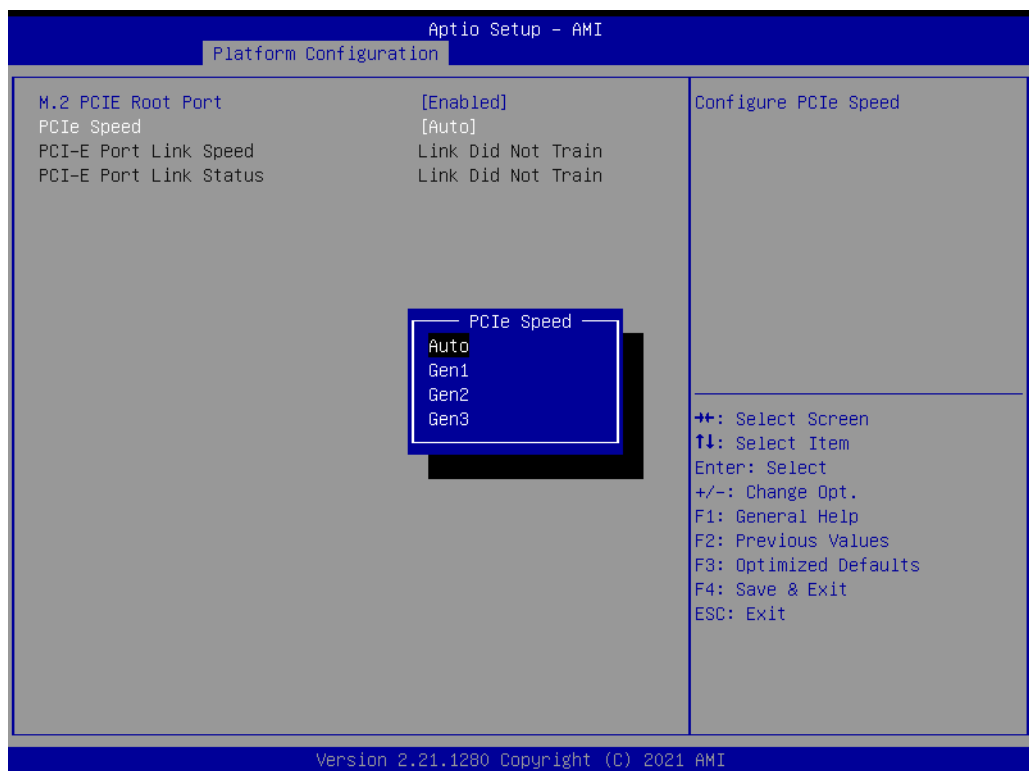 Aptio Setup – AMI
Platform Configuration
M.2 PCIE Root Port [Enabled]
PCIe Speed [Auto]
PCI-E Port Link Speed Link Did Not Train
PCI-E Port Link Status Link Did Not Train
Configure PCIe Speed
PCIe Speed
Auto
Gen1
Gen2
Gen3
→←: Select Screen
↑↓: Select Item
Enter: Select
+/-: Change Opt.
F1: General Help
F2: Previous Values
F3: Optimized Defaults
F4: Save & Exit
ESC: Exit
Version 2.21.1280 Copyright (C) 2021 AMI